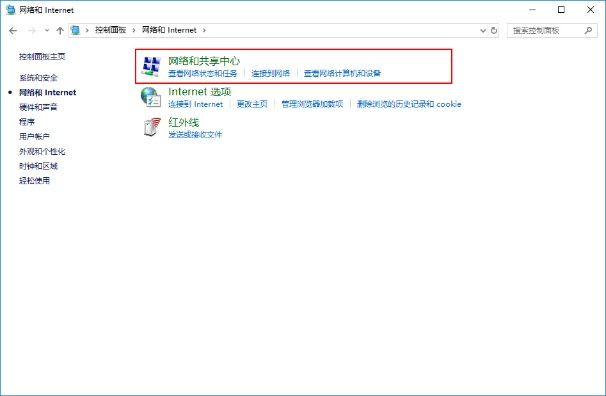 网络和 Internet
控制面板 网络和 Internet
搜索控制面板
控制面板主页
系统和安全
网络和 Internet
硬件和声音
程序
用户帐户
外观和个性化
时钟和区域
轻松使用
网络和共享中心
查看网络状态和任务 连接到网络 查看网络计算机和设备
Internet 选项
连接到 Internet 更改主页 管理浏览器加载项 删除浏览的历史记录和 cookie
红外线
发送或接收文件